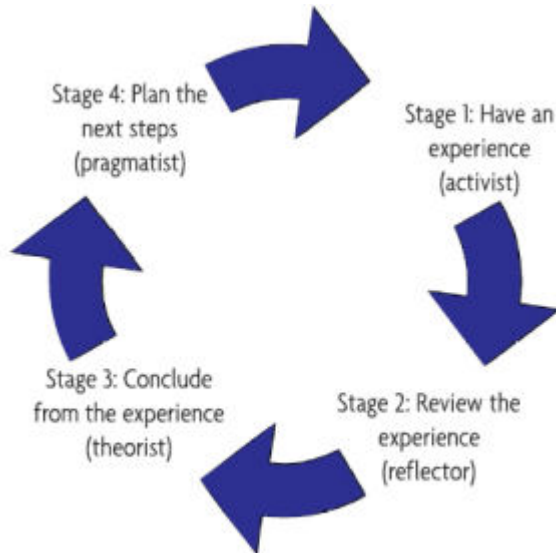 Stage 4: Plan the
next steps
(pragmatist)
Stage 1: Have an
experience
(activist)
Stage 3: Conclude
from the experience
(theorist)
Stage 2: Review the
experience
(reflector)